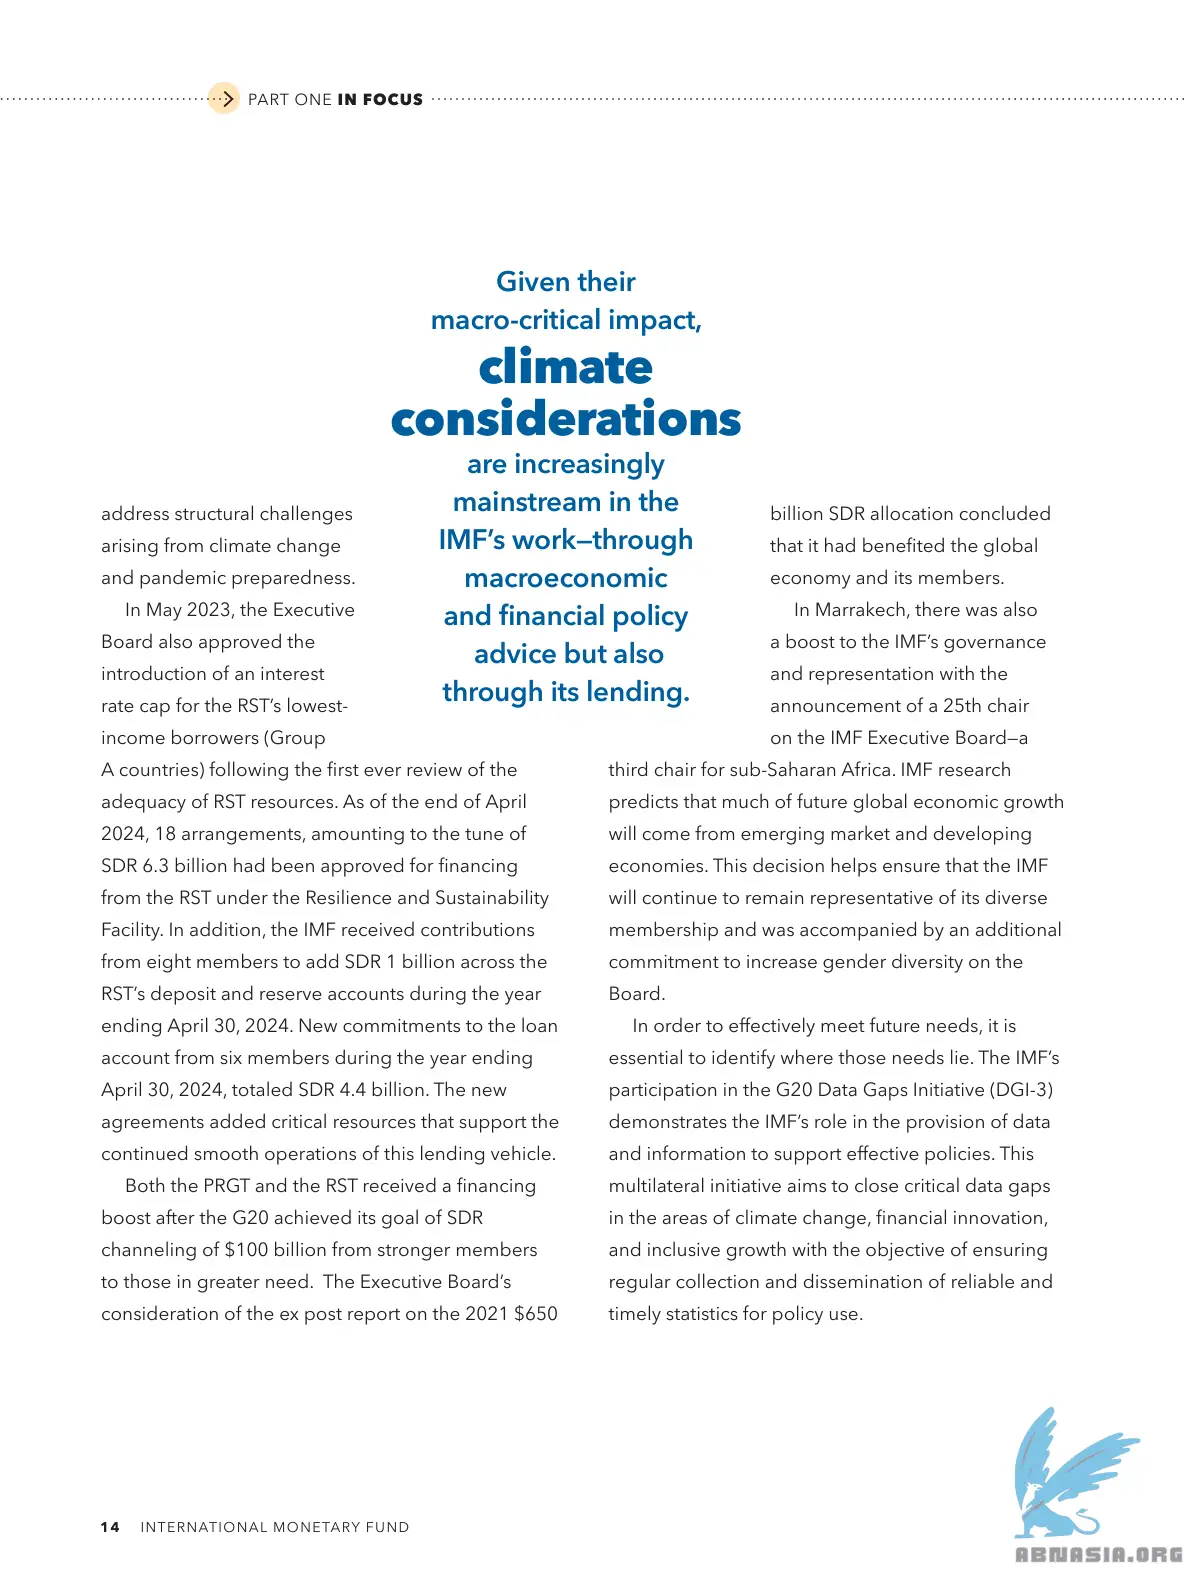 PART ONE IN FOCUS
Given their
macro-critical impact,
climate
considerations
are increasingly
mainstream in the
IMF’s work—through
macroeconomic
and financial policy
advice but also
through its lending.
address structural challenges
arising from climate change
and pandemic preparedness.
In May 2023, the Executive
Board also approved the
introduction of an interest
rate cap for the RST’s lowest-
income borrowers (Group
A countries) following the first ever review of the
adequacy of RST resources. As of the end of April
2024, 18 arrangements, amounting to the tune of
SDR 6.3 billion had been approved for financing
from the RST under the Resilience and Sustainability
Facility. In addition, the IMF received contributions
from eight members to add SDR 1 billion across the
RST’s deposit and reserve accounts during the year
ending April 30, 2024. New commitments to the loan
account from six members during the year ending
April 30, 2024, totaled SDR 4.4 billion. The new
agreements added critical resources that support the
continued smooth operations of this lending vehicle.
Both the PRGT and the RST received a financing
boost after the G20 achieved its goal of SDR
channeling of $100 billion from stronger members
to those in greater need.  The Executive Board’s
consideration of the ex post report on the 2021 $650
billion SDR allocation concluded
that it had benefited the global
economy and its members.
In Marrakech, there was also
a boost to the IMF’s governance
and representation with the
announcement of a 25th chair
on the IMF Executive Board—a
third chair for sub-Saharan Africa. IMF research
predicts that much of future global economic growth
will come from emerging market and developing
economies. This decision helps ensure that the IMF
will continue to remain representative of its diverse
membership and was accompanied by an additional
commitment to increase gender diversity on the
Board.
In order to effectively meet future needs, it is
essential to identify where those needs lie. The IMF’s
participation in the G20 Data Gaps Initiative (DGI-3)
demonstrates the IMF’s role in the provision of data
and information to support effective policies. This
multilateral initiative aims to close critical data gaps
in the areas of climate change, financial innovation,
and inclusive growth with the objective of ensuring
regular collection and dissemination of reliable and
timely statistics for policy use.
14 INTERNATIONAL MONETARY FUND
ABNASIA.ORG